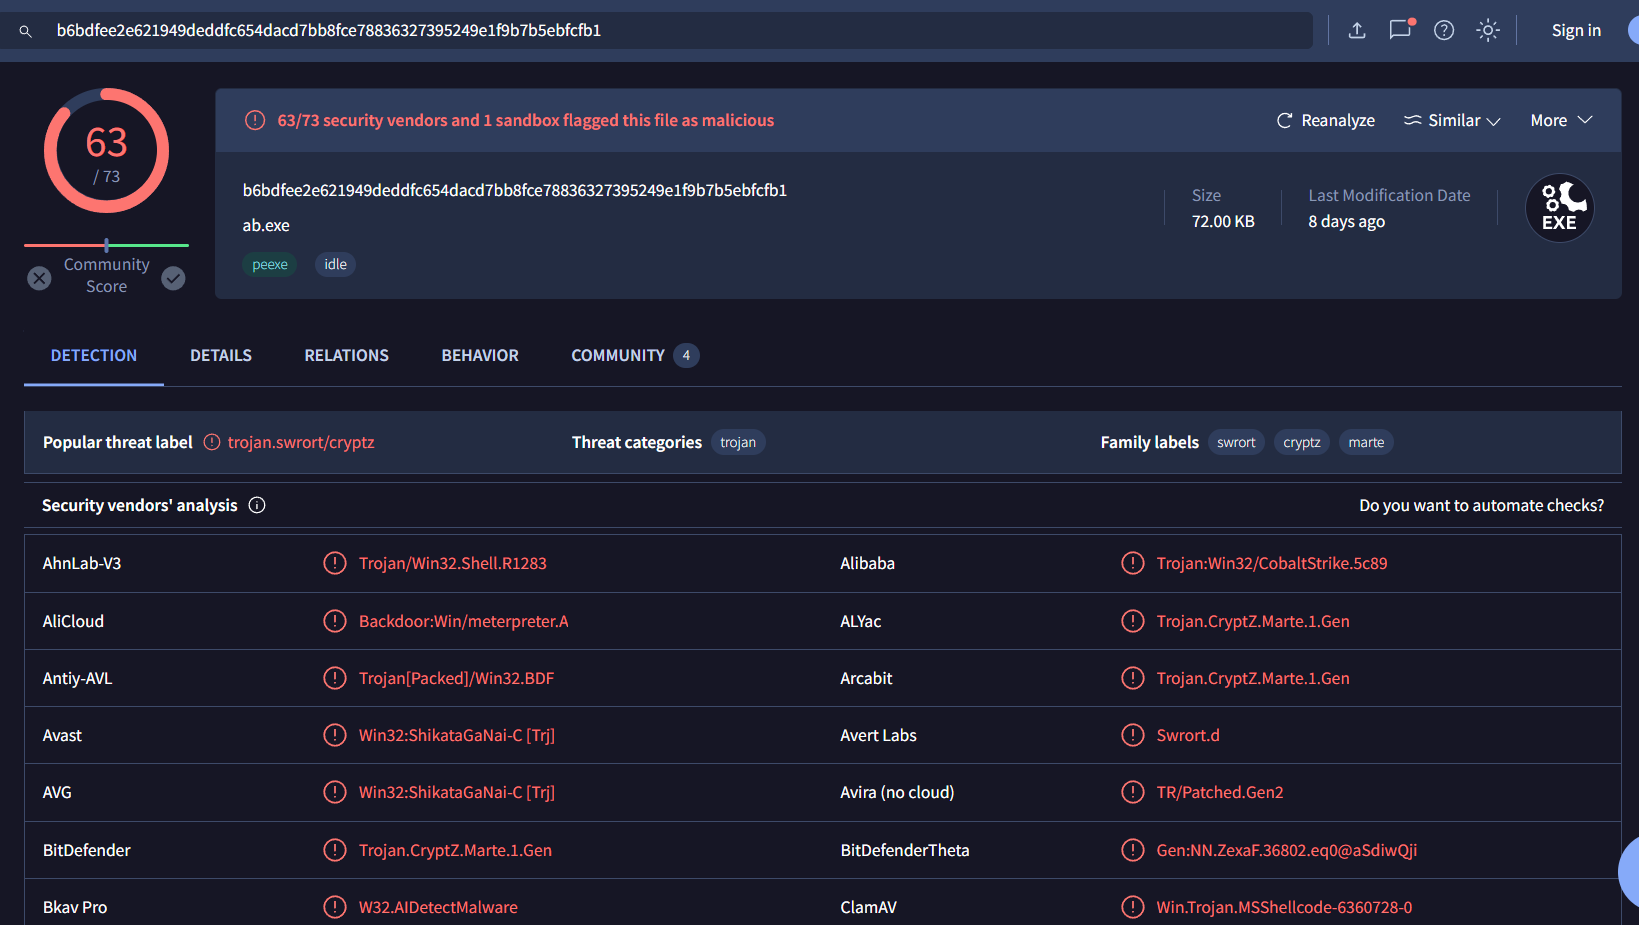 b6bdfee2e621949deddfc654dacd7bb8fce78836327395249e1f9b7b5ebfcfb1
Sign in
63
/ 73
Community
Score
63/73 security vendors and 1 sandbox flagged this file as malicious
Reanalyze
Similar
More
b6bdfee2e621949deddfc654dacd7bb8fce78836327395249e1f9b7b5ebfcfb1
ab.exe
peexe
idle
Size
72.00 KB
Last Modification Date
8 days ago
EXE
DETECTION
DETAILS
RELATIONS
BEHAVIOR
COMMUNITY 4
Popular threat label trojan.swrort/cryptz
Threat categories trojan
Family labels swrort cryptz marte
Security vendors' analysis
Do you want to automate checks?
AhnLab-V3 Trojan/Win32.Shell.R1283
Alibaba Trojan:Win32/CobaltStrike.5c89
AliCloud Backdoor:Win/meterpreter.A
ALYac Trojan.CryptZ.Marte.1.Gen
Antiy-AVL Trojan[Packed]/Win32.BDF
Arcabit Trojan.CryptZ.Marte.1.Gen
Avast Win32:ShikataGaNai-C [Trj]
Avert Labs Swrort.d
AVG Win32:ShikataGaNai-C [Trj]
Avira (no cloud) TR/Patched.Gen2
BitDefender Trojan.CryptZ.Marte.1.Gen
BitDefenderTheta Gen:NN.ZexaF.36802.eq0@aSdiwQji
Bkav Pro W32.AIDetectMalware
ClamAV Win.Trojan.MSShellcode-6360728-0